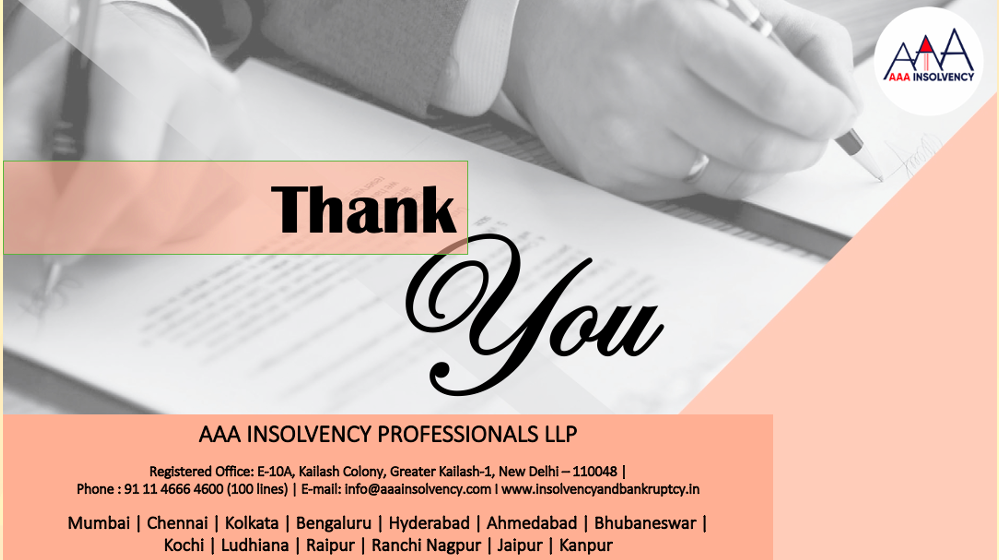 AAA INSOLVENCY
Thank
You
AAA INSOLVENCY PROFESSIONALS LLP
Registered Office: E-10A, Kailash Colony, Greater Kailash-1, New Delhi – 110048 |
Phone : 91 11 4666 4600 (100 lines) | E-mail: info@aaainsolvency.com I www.insolvencyandbankruptcy.in
Mumbai | Chennai | Kolkata | Bengaluru | Hyderabad | Ahmedabad | Bhubaneswar |
Kochi | Ludhiana | Raipur | Ranchi Nagpur | Jaipur | Kanpur